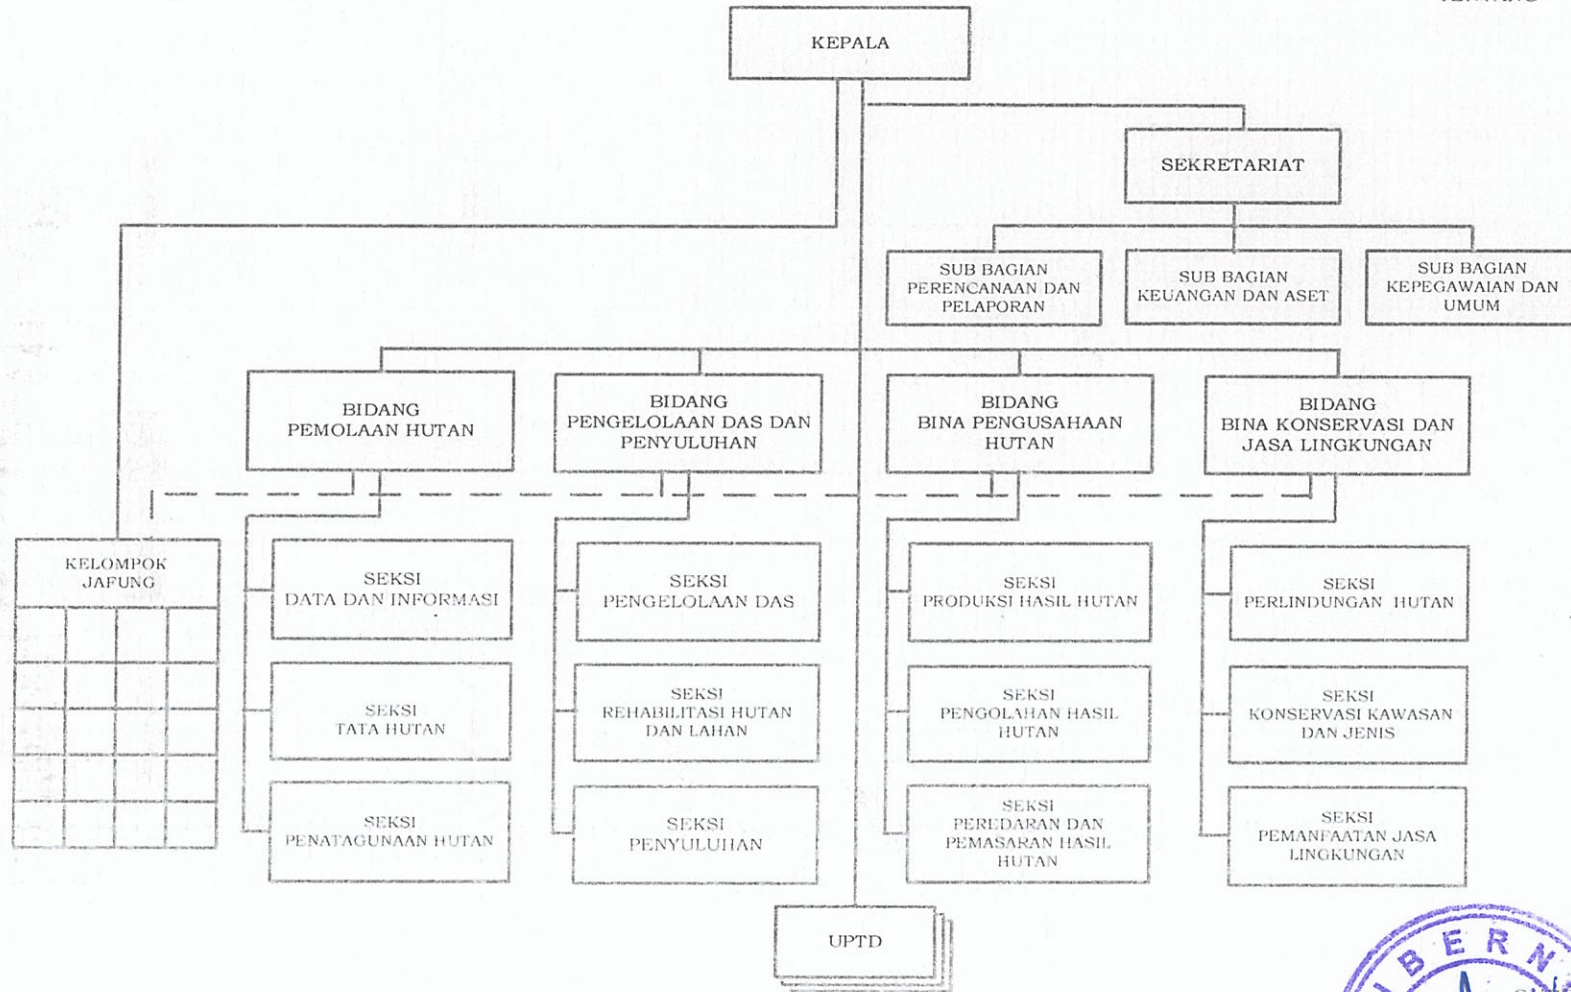 TENTANG
KEPALA
SEKRETARIAT
SUB BAGIAN
PERENCANAAN DAN
PELAPORAN
SUB BAGIAN
KEUANGAN DAN ASET
SUB BAGIAN
KEPEGAWAIAN DAN
UMUM
BIDANG
PEMOLAAN HUTAN
BIDANG
PENGELOLAAN DAS DAN
PENYULUHAN
BIDANG
BINA PENGUSAHAAN
HUTAN
BIDANG
BINA KONSERVASI DAN
JASA LINGKUNGAN
KELOMPOK
JAFUNG
SEKSI
DATA DAN INFORMASI
SEKSI
PENGELOLAAN DAS
SEKSI
PRODUKSI HASIL HUTAN
SEKSI
PERLINDUNGAN HUTAN
SEKSI
TATA HUTAN
SEKSI
REHABILITASI HUTAN
DAN LAHAN
SEKSI
PENGOLAHAN HASIL
HUTAN
SEKSI
KONSERVASI KAWASAN
DAN JENIS
SEKSI
PENATAGUNAAN HUTAN
SEKSI
PENYULUHAN
SEKSI
PEREDARAN DAN
PEMASARAN HASIL
HUTAN
SEKSI
PEMANFAATAN JASA
LINGKUNGAN
UPTD
BERN